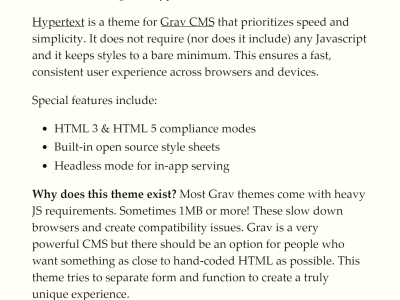 Hypertext is a theme for Grav CMS that prioritizes speed and
simplicity. It does not require (nor does it include) any Javascript
and it keeps styles to a bare minimum. This ensures a fast,
consistent user experience across browsers and devices.
Special features include:
• HTML 3 & HTML 5 compliance modes
• Built-in open source style sheets
• Headless mode for in-app serving
Why does this theme exist? Most Grav themes come with heavy
JS requirements. Sometimes 1MB or more! These slow down
browsers and create compatibility issues. Grav is a very
powerful CMS but there should be an option for people who
want something as close to hand-coded HTML as possible. This
theme tries to separate form and function to create a truly
unique experience.